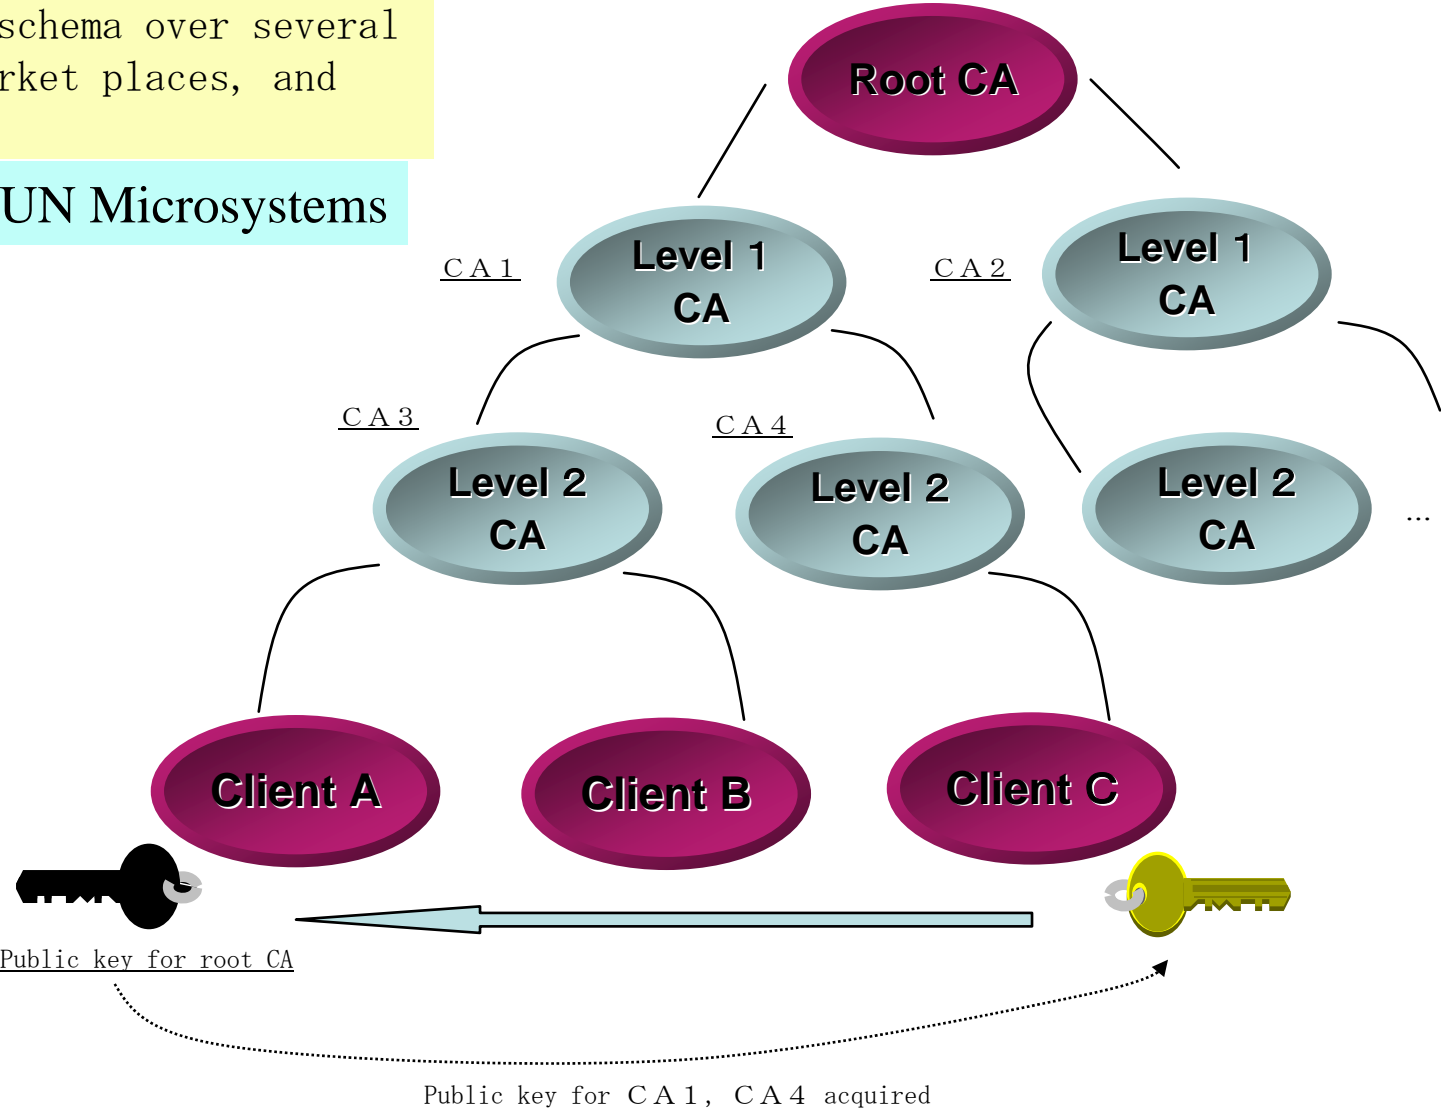 schema over several
rket places, and
UN Microsystems
Root CA
Level 1
CA
Level 1
CA
CA1
CA2
CA3
CA4
Level 2
CA
Level 2
CA
Level 2
CA
...
Client A
Client B
Client C
Public key for root CA
Public key for CA1, CA4 acquired